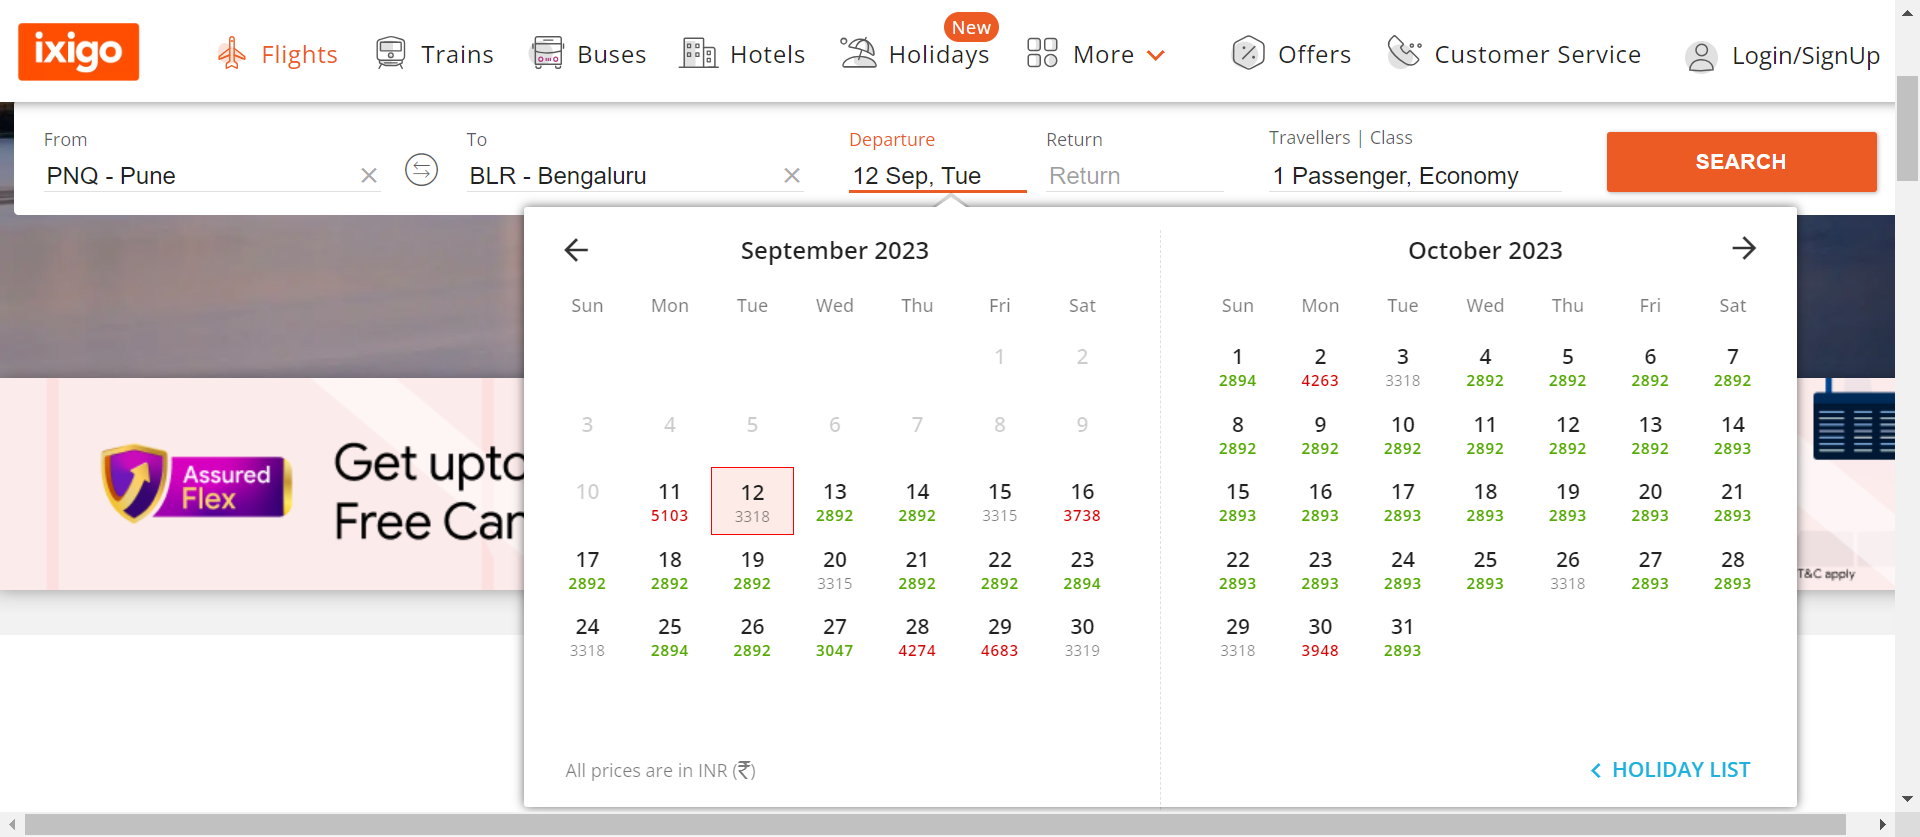 ixigo
Flights
Trains
Buses
Hotels
Holidays
New
More
Offers
Customer Service
Login/SignUp
From
PNQ - Pune
To
BLR - Bengaluru
Departure
12 Sep, Tue
Return
Return
Travellers | Class
1 Passenger, Economy
SEARCH
September 2023
Sun Mon Tue Wed Thu Fri Sat
1 2
3 4 5 6 7 8 9
10 11 12 13 14 15 16
5103 3318 2892 2892 3315 3738
17 18 19 20 21 22 23
2892 2892 2892 3315 2892 2892 2894
24 25 26 27 28 29 30
3318 2894 2892 3047 4274 4683 3319
All prices are in INR (₹)
October 2023
Sun Mon Tue Wed Thu Fri Sat
1 2 3 4 5 6 7
2894 4263 3318 2892 2892 2892 2892
8 9 10 11 12 13 14
2892 2892 2892 2892 2892 2892 2893
15 16 17 18 19 20 21
2893 2893 2893 2893 2893 2893 2893
22 23 24 25 26 27 28
2893 2893 2893 2893 3318 2893 2893
29 30 31
3318 3948 2893
HOLIDAY LIST
Assured
Flex
Get upto
Free Can
T&C apply